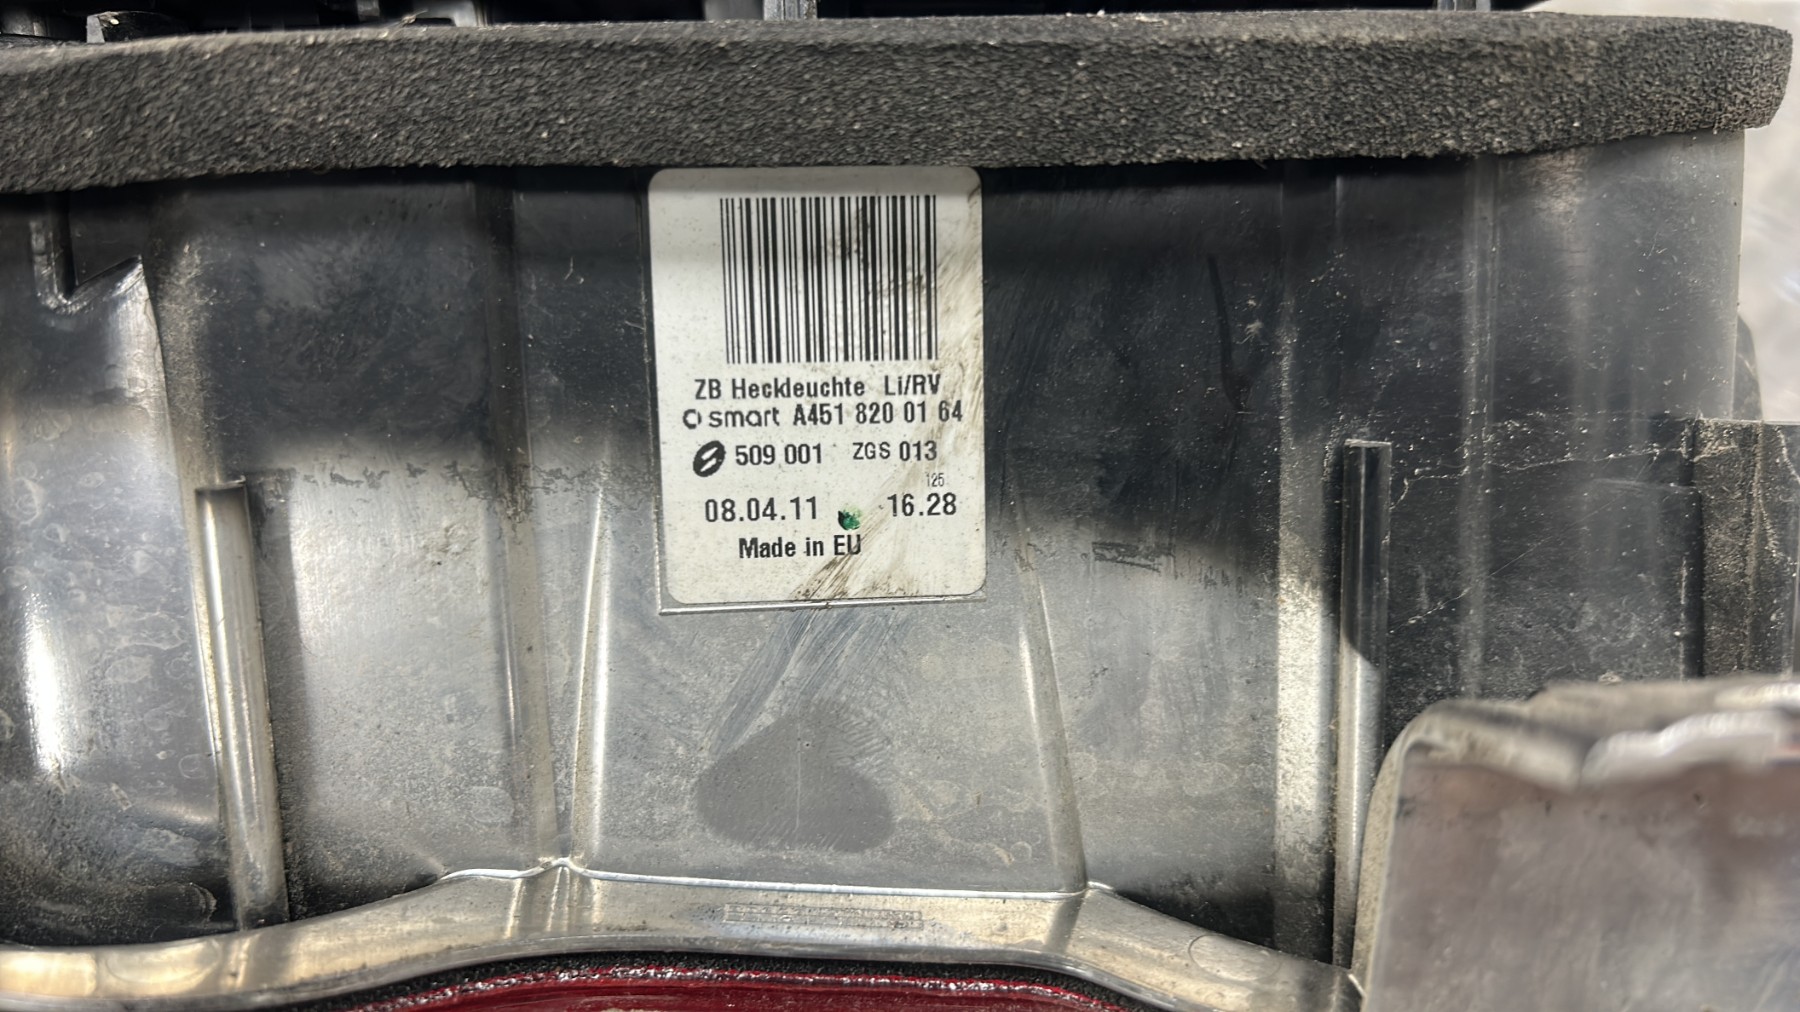 ZB Heckleuchte Li/RV
smart A451 820 01 64
509 001 ZGS 013
125
08.04.11 16.28
Made in EU